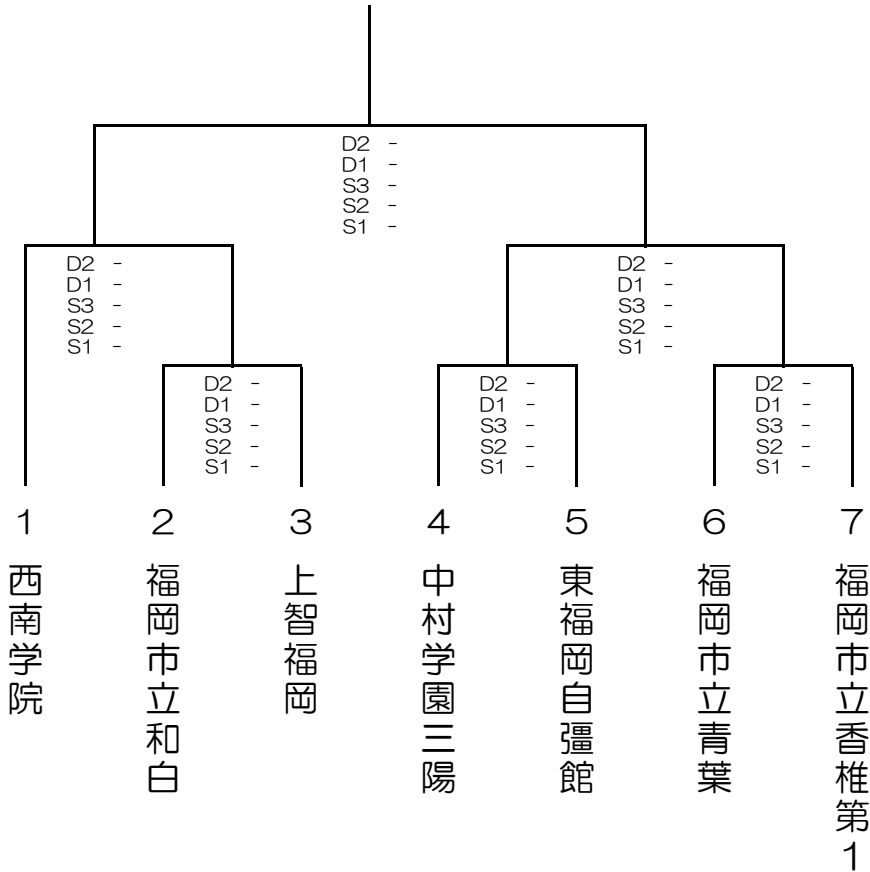 D2 -
D1 -
S3 -
S2 -
S1 -
D2 -
D1 -
S3 -
S2 -
S1 -
D2 -
D1 -
S3 -
S2 -
S1 -
D2 -
D1 -
S3 -
S2 -
S1 -
D2 -
D1 -
S3 -
S2 -
S1 -
D2 -
D1 -
S3 -
S2 -
S1 -
1
西南学院
2
福岡市立和白
3
上智福岡
4
中村学園三陽
5
東福岡自彊館
6
福岡市立青葉
7
福岡市立香椎第1